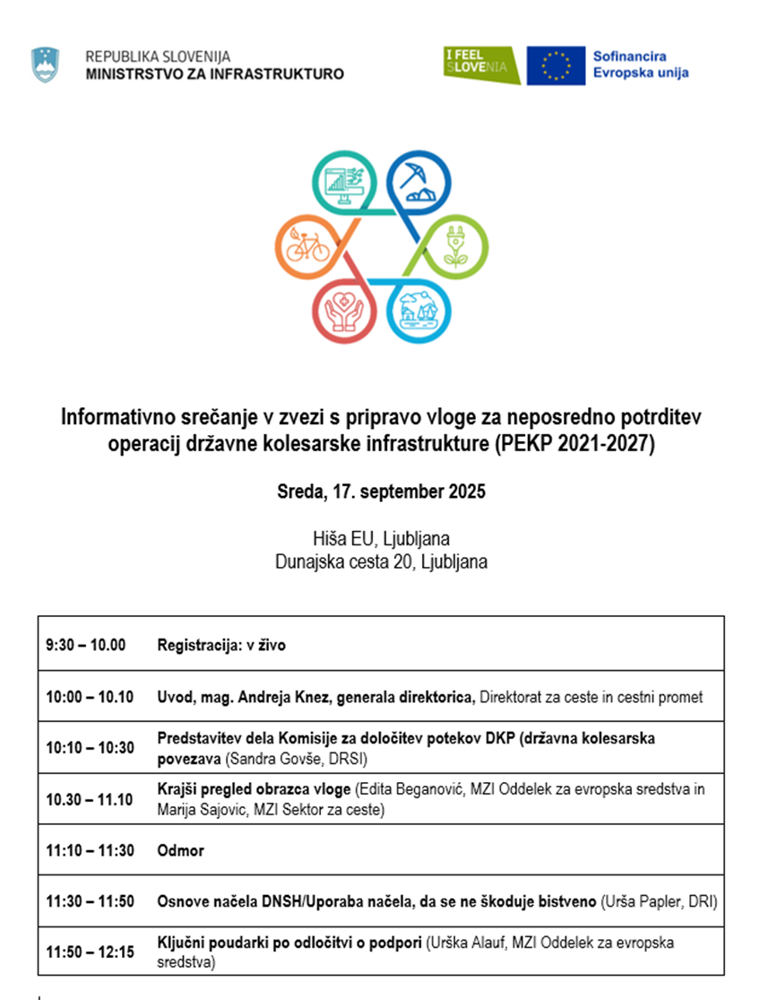 REPUBLIKA SLOVENIJA
MINISTRSTVO ZA INFRASTRUKTURO
I FEEL
SLOVENIA
Sofinancira
Evropska unija
Informativno srečanje v zvezi s pripravo vloge za neposredno potrditev
operacij državne kolesarske infrastrukture (PEKP 2021-2027)
Sreda, 17. september 2025
Hiša EU, Ljubljana
Dunajska cesta 20, Ljubljana
9:30 – 10.00 Registracija: v živo
10:00 – 10.10 Uvod, mag. Andreja Knez, generala direktorica, Direktorat za ceste in cestni promet
10:10 – 10:30 Predstavitev dela Komisije za določitev potekov DKP (državna kolesarska
povezava (Sandra Govše, DRSI)
10.30 – 11.10 Krajši pregled obrazca vloge (Edita Beganović, MZI Oddelek za evropska sredstva in
Marija Sajovic, MZI Sektor za ceste)
11:10 – 11:30 Odmor
11:30 – 11:50 Osnove načela DNSH/Uporaba načela, da se ne škoduje bistveno (Urša Papler, DRI)
11:50 – 12:15 Ključni poudarki po odločitvi o podpori (Urška Alauf, MZI Oddelek za evropska
sredstva)